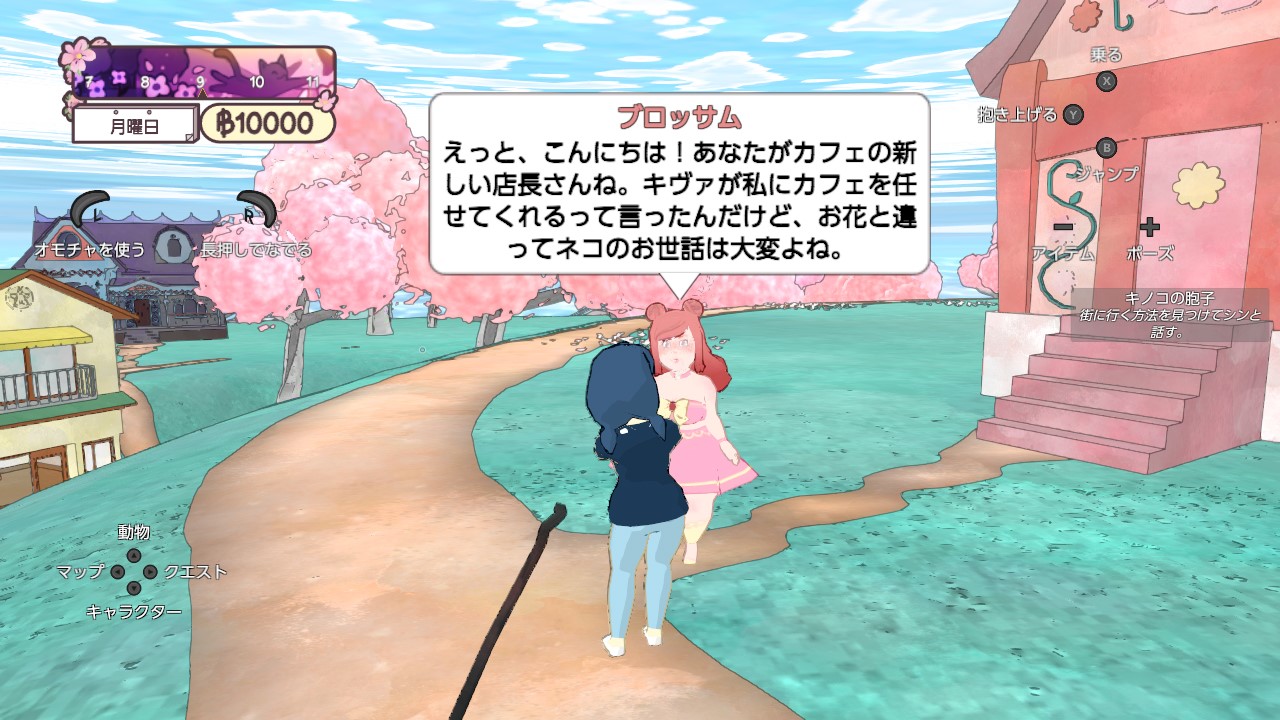 7 8 9 10 11
月曜日
฿10000
L
R
オモチャを使う
長押しでなでる
ブロッサム
えっと、こんにちは！あなたがカフェの新
しい店長さんね。キヴァが私にカフェを任
せてくれるって言ったんだけど、お花と違
ってネコのお世話は大変よね。
乗る
X
抱き上げる Y
B
ジャンプ
アイテム
ポーズ
キノコの胞子
街に行く方法を見つけてシンと
話す。
動物
マップ
クエスト
キャラクター